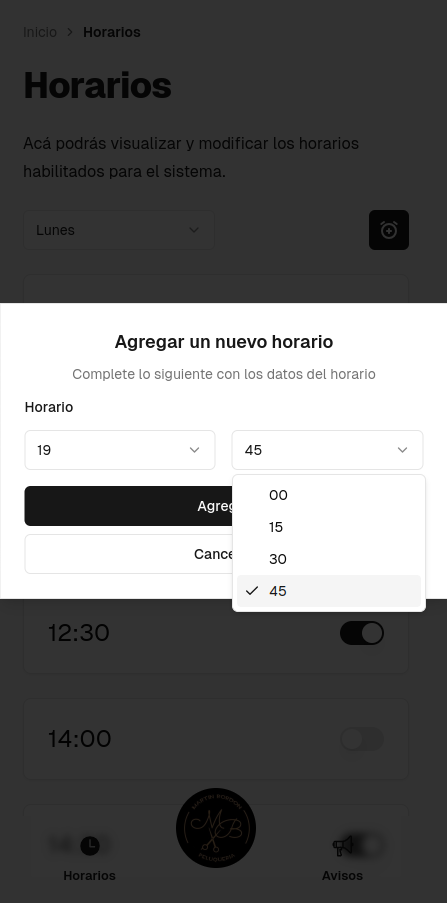 Inicio > Horarios
Horarios
Acá podrás visualizar y modificar los horarios
habilitados para el sistema.
Lunes
Agregar un nuevo horario
Complete lo siguiente con los datos del horario
Horario
19
45
00
15
30
45
Agreg
Cance
12:30
14:00
MB
PELUQUERIA
Horarios
Avisos